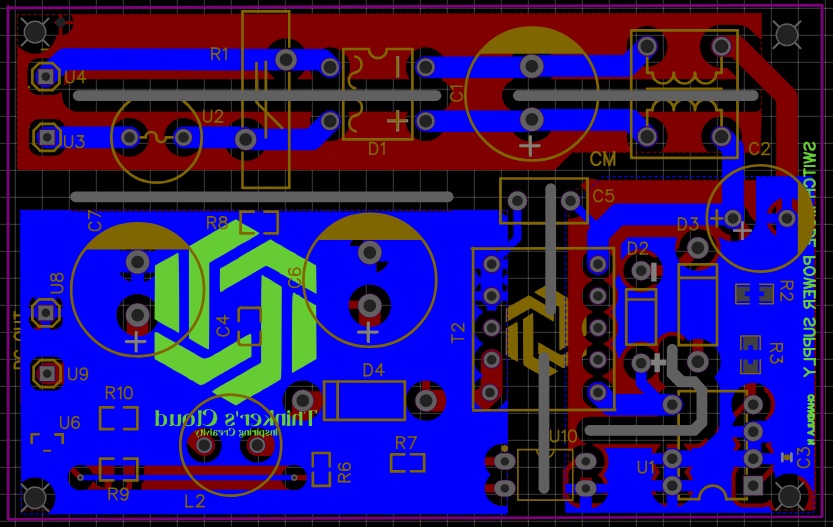 R1
U4
U2
U3
D1
C1
CM
C2
C5
SWITCH MODE POWER SUPPLY
C7
R8
C6
D3
D2
U8
C4
T2
R2
R3
DC OUT
U9
D4
R10
Thinker's Cloud
Inspiring Creativity
U6
U10
R7
R6
U1
C3
R9
L2